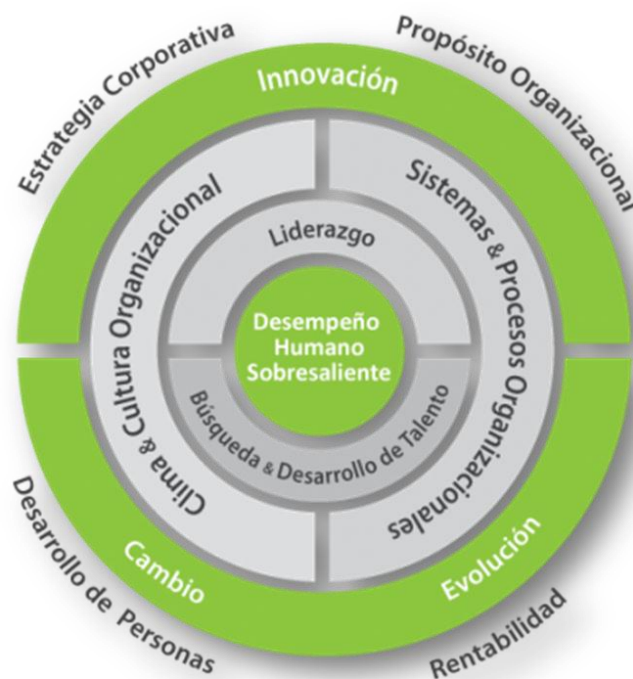 Estrategia Corporativa
Propósito Organizacional
Innovación
Clima & Cultura Organizacional
Sistemas & Procesos Organizacionales
Liderazgo
Desempeño
Humano
Sobresaliente
Búsqueda & Desarrollo de Talento
Cambio
Evolución
Desarrollo de Personas
Rentabilidad